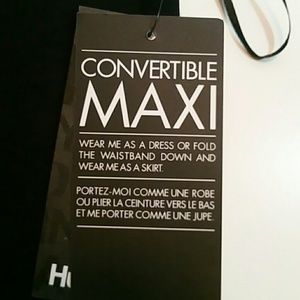 CONVERTIBLE
MAXI
WEAR ME AS A DRESS OR FOLD
THE WAISTBAND DOWN AND
WEAR ME AS A SKIRT.
PORTEZ-MOI COMME UNE ROBE
OU PLIER LA CEINTURE VERS LE BAS
ET ME PORTER COMME UNE JUPE.